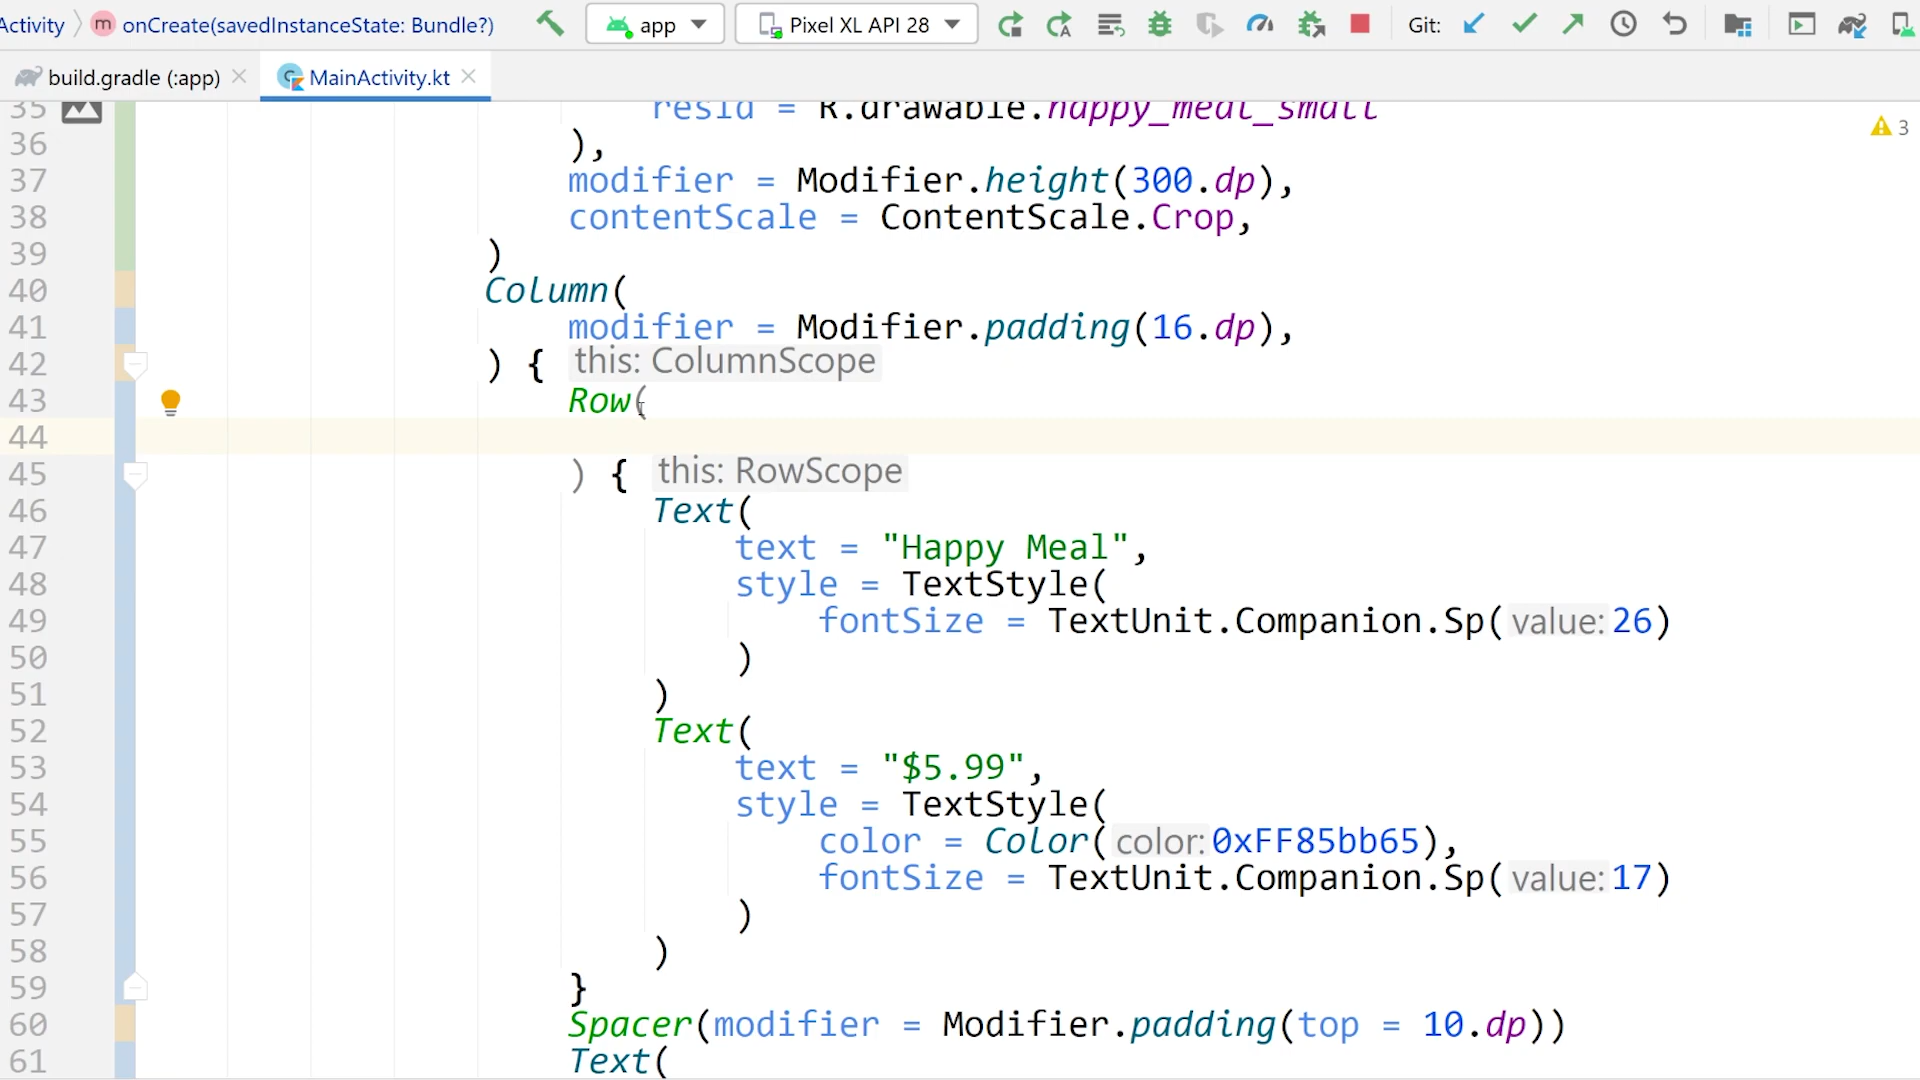 Activity onCreate(savedInstanceState: Bundle?) app Pixel XL API 28 Git:
build.gradle (:app) MainActivity.kt
35 resId = R.drawable.happy_meal_small
3
36 ),
37 modifier = Modifier.height(300.dp),
38 contentScale = ContentScale.Crop,
39 )
40 Column(
41 modifier = Modifier.padding(16.dp),
42 ) { this: ColumnScope
43 Row(
44
45 ) { this: RowScope
46 Text(
47 text = "Happy Meal",
48 style = TextStyle(
49 fontSize = TextUnit.Companion.Sp( value: 26)
50 )
51 )
52 Text(
53 text = "$5.99",
54 style = TextStyle(
55 color = Color( color: 0xFF85bb65),
56 fontSize = TextUnit.Companion.Sp( value: 17)
57 )
58 )
59 }
60 Spacer(modifier = Modifier.padding(top = 10.dp))
61 Text(